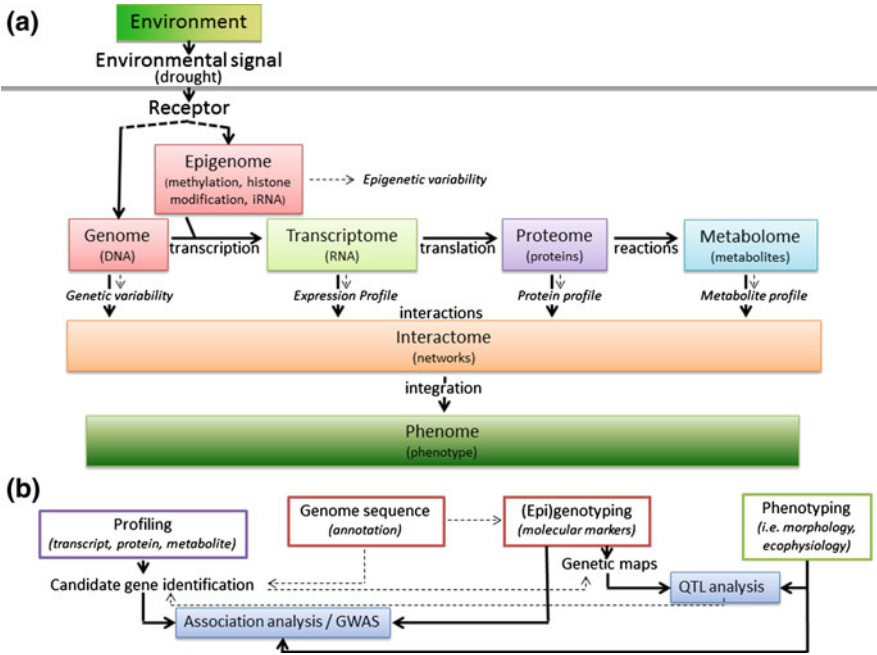 (a)
Environment
Environmental signal
(drought)
Receptor
Epigenome
(methylation, histone
modification, iRNA)
Epigenetic variability
Genome
(DNA)
transcription
Transcriptome
(RNA)
translation
Proteome
(proteins)
reactions
Metabolome
(metabolites)
Genetic variability
Expression Profile
Protein profile
Metabolite profile
interactions
Interactome
(networks)
integration
Phenome
(phenotype)
(b)
Profiling
(transcript, protein, metabolite)
Genome sequence
(annotation)
(Epi)genotyping
(molecular markers)
Phenotyping
(i.e. morphology,
ecophysiology)
Candidate gene identification
Genetic maps
QTL analysis
Association analysis / GWAS